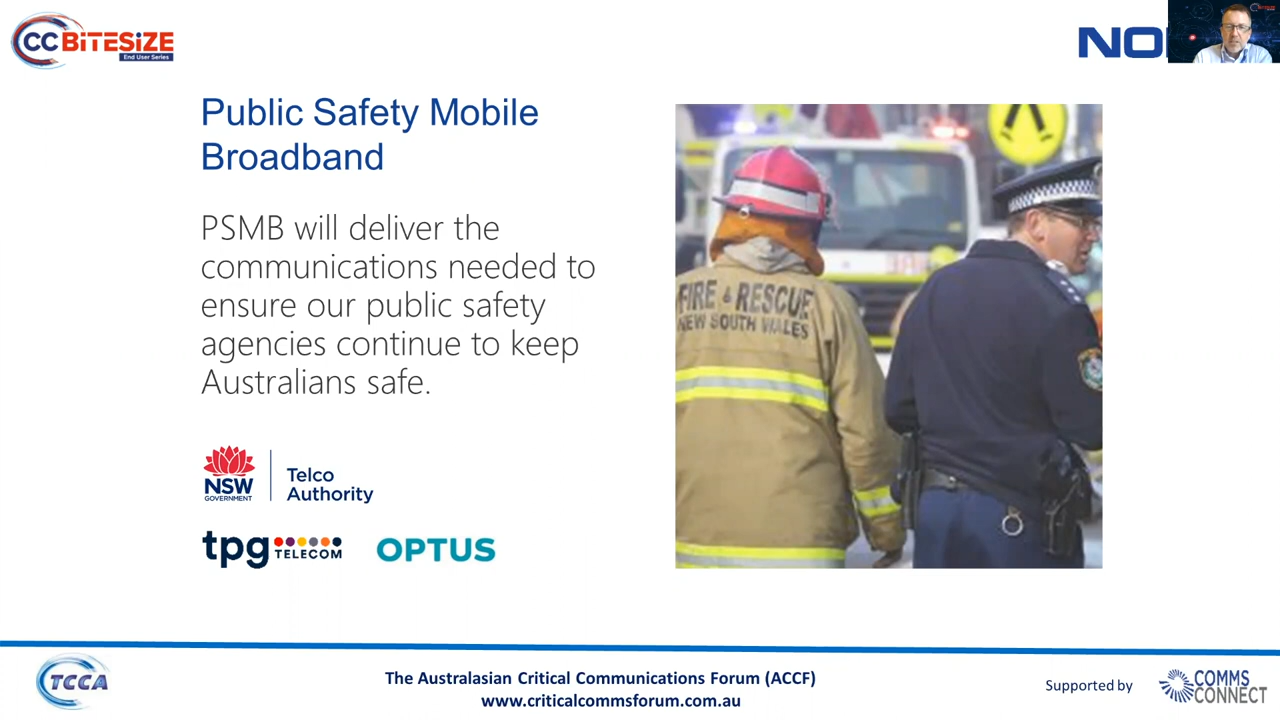 CCBiTESiZE
End User Series
NO
Public Safety Mobile
Broadband
PSMB will deliver the
communications needed to
ensure our public safety
agencies continue to keep
Australians safe.
NSW
GOVERNMENT
Telco
Authority
tpg TELECOM
OPTUS
FIRE & RESCUE
NEW SOUTH WALES
TCCA
The Australasian Critical Communications Forum (ACCF)
www.criticalcommsforum.com.au
Supported by
COMMS
CONNECT